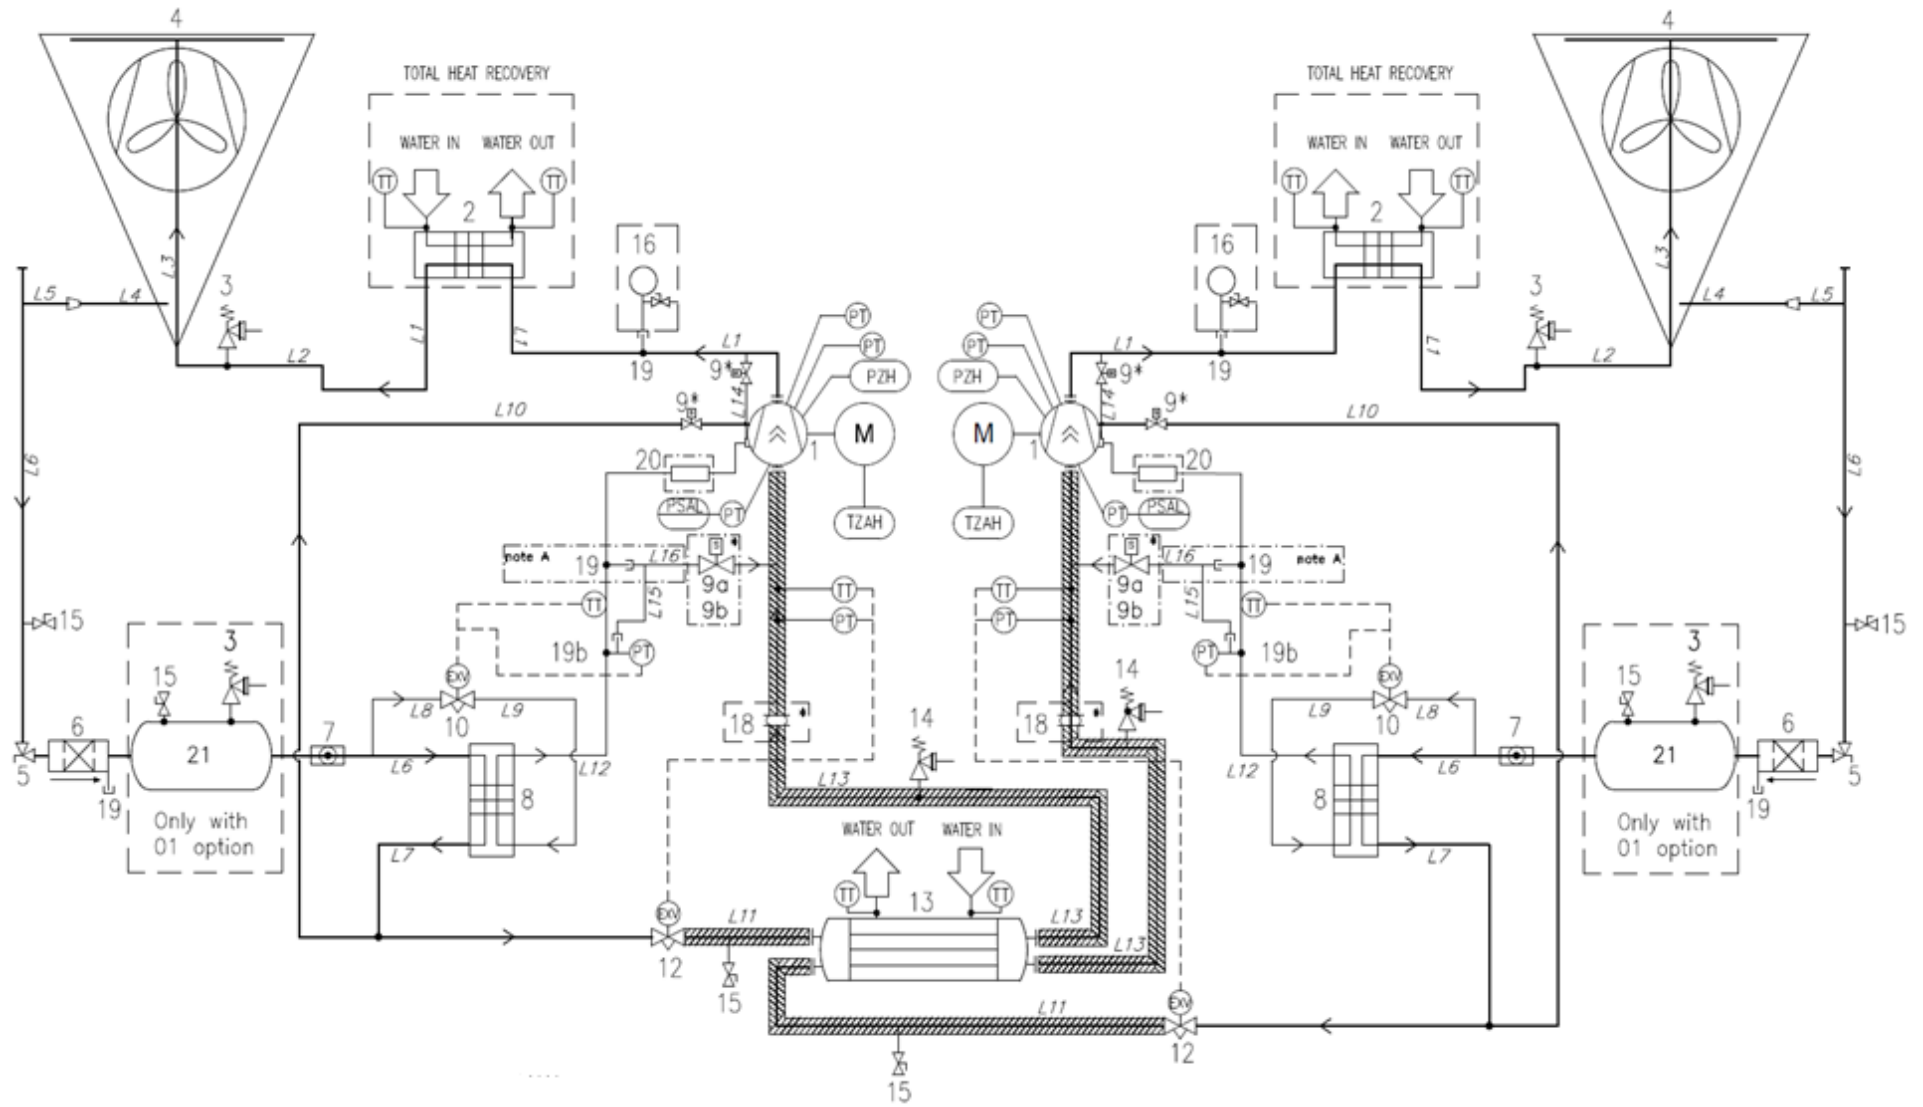 4 4
TOTAL HEAT RECOVERY TOTAL HEAT RECOVERY
WATER IN WATER OUT WATER IN WATER OUT
TT TT TT TT
2 2
16 16
L3 L3
3 3
L5 L4 L4 L5
PT PT
L1 L7 L1 L1 L7
PT PT
L2 19 9* PZH PZH 9* 19 L2
L14 L14
L10 9* 9* L10
M M
1 1
L6 20 20 L6
PSAL PT TZAH TZAH PT PSAL
note A 19 L16 S * S * L16 19 note A
9a 9a
TT L15 9b TT TT 9b L15 TT
15 PT PT 15
3 19b PT PT 19b 3
15 EXV 14 EXV 15
6 7 L8 10 L9 18 * 14 18 * L9 10 L8 7 6
21 21
5 L6 L12 L12 L6 5
19 8 L13 8 19
Only with Only with
01 option 01 option
WATER OUT WATER IN
L7 L7
TT 13 TT
EXV L11 L13
L13
12
15 EXV
L11
12
15
....